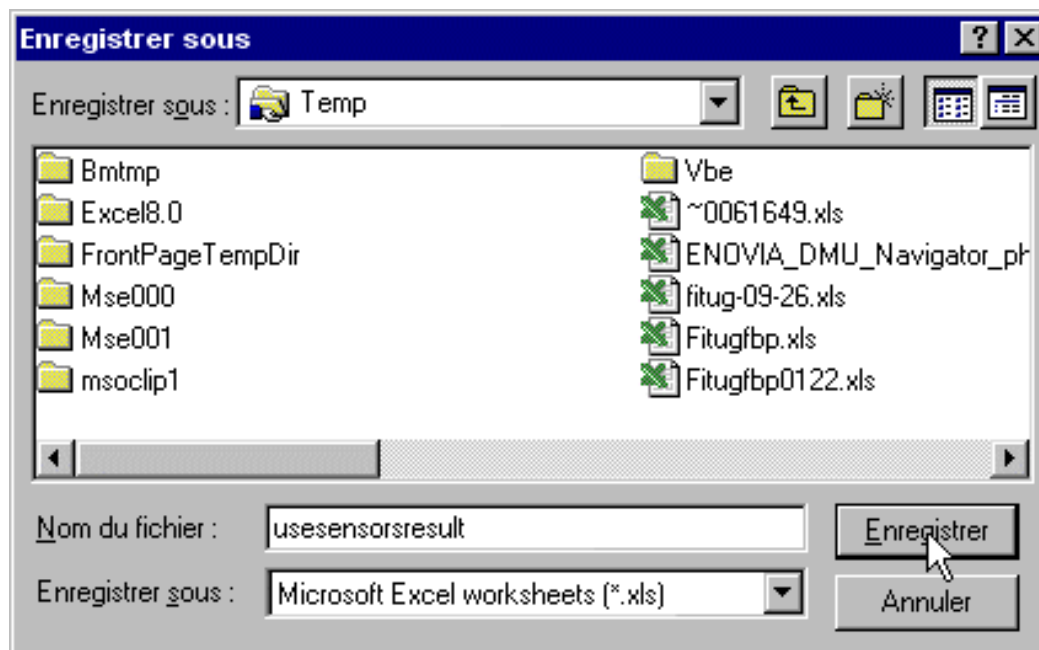 Enregistrer sous
Enregistrer sous : Temp
Bmtmp
Excel8.0
FrontPageTempDir
Mse000
Mse001
msoclip1
Vbe
~0061649.xls
ENOVIA_DMU_Navigator_ph
fitug-09-26.xls
Fitugfbp.xls
Fitugfbp0122.xls
Nom du fichier : usesensorsresult
Enregistrer
Enregistrer sous : Microsoft Excel worksheets (*.xls)
Annuler